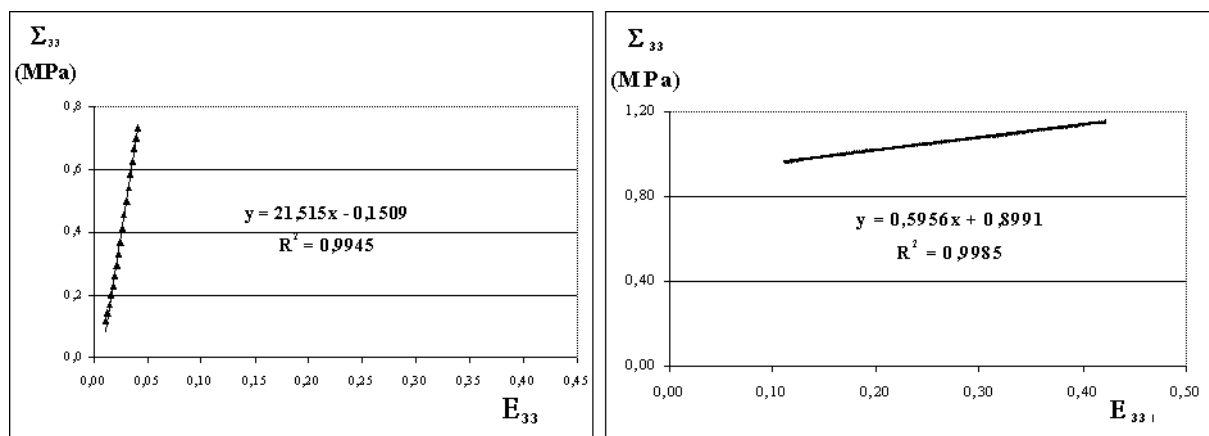 Σ 33
(MPa)
0,8
0,6
0,4
0,2
0,0
y = 21,515x - 0,1509
R² = 0,9945
0,00 0,05 0,10 0,15 0,20 0,25 0,30 0,35 0,40 0,45
E33
Σ 33
(MPa)
1,20
0,80
0,40
0,00
y = 0,5956x + 0,8991
R² = 0,9985
0,00 0,10 0,20 0,30 0,40 0,50
E 33